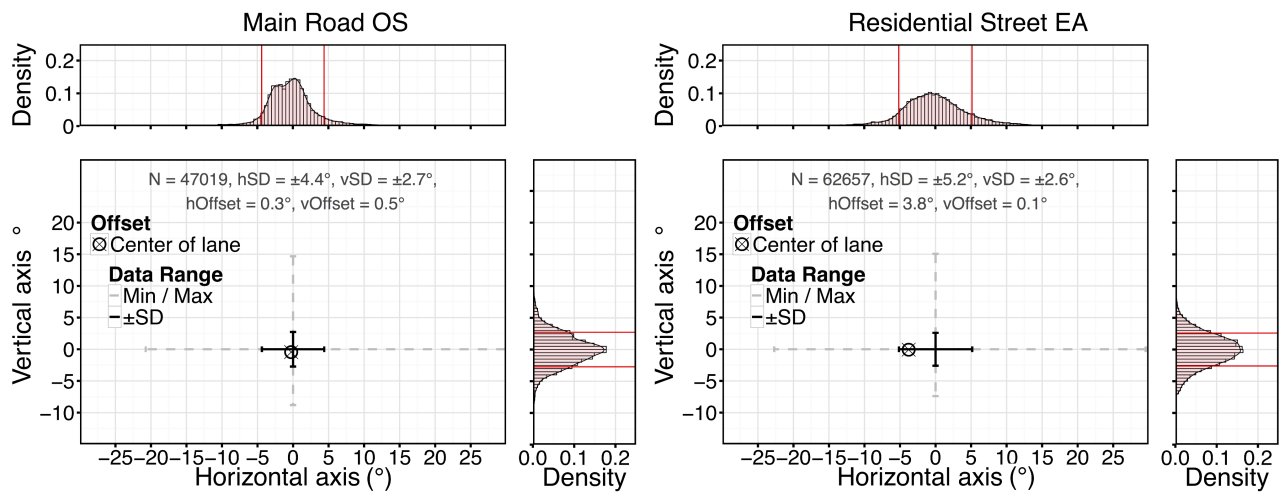 Main Road OS
Density
0.2
0.1
0
N = 47019, hSD = ±4.4°, vSD = ±2.7°,
hOffset = 0.3°, vOffset = 0.5°
Offset
Center of lane
Data Range
Min / Max
±SD
Vertical axis °
20
15
10
5
0
−5
−10
−25−20−15−10−5 0 5 10 15 20 25
Horizontal axis (°)
0.0 0.1 0.2
Density
Residential Street EA
Density
0.2
0.1
0
N = 62657, hSD = ±5.2°, vSD = ±2.6°,
hOffset = 3.8°, vOffset = 0.1°
Offset
Center of lane
Data Range
Min / Max
±SD
Vertical axis °
20
15
10
5
0
−5
−10
−25−20−15−10−5 0 5 10 15 20 25
Horizontal axis (°)
0.0 0.1 0.2
Density